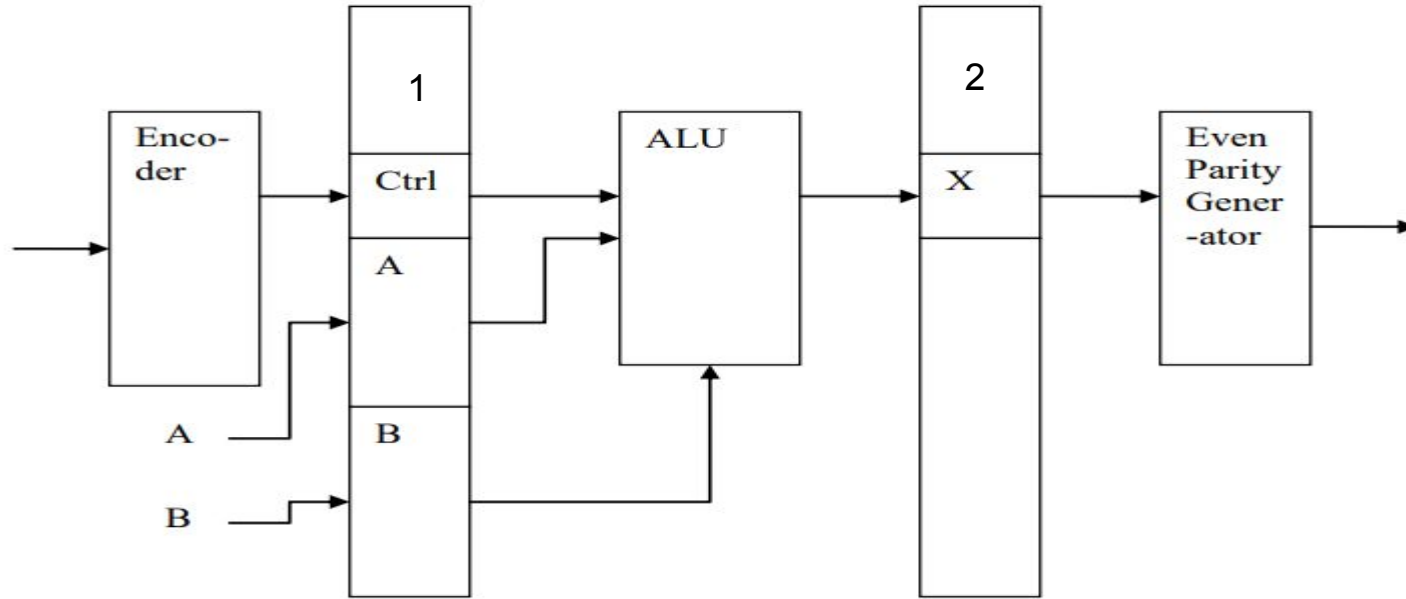 1
2
Enco-
der
ALU
Even
Parity
Gener
-ator
Ctrl
X
A
A
B
B